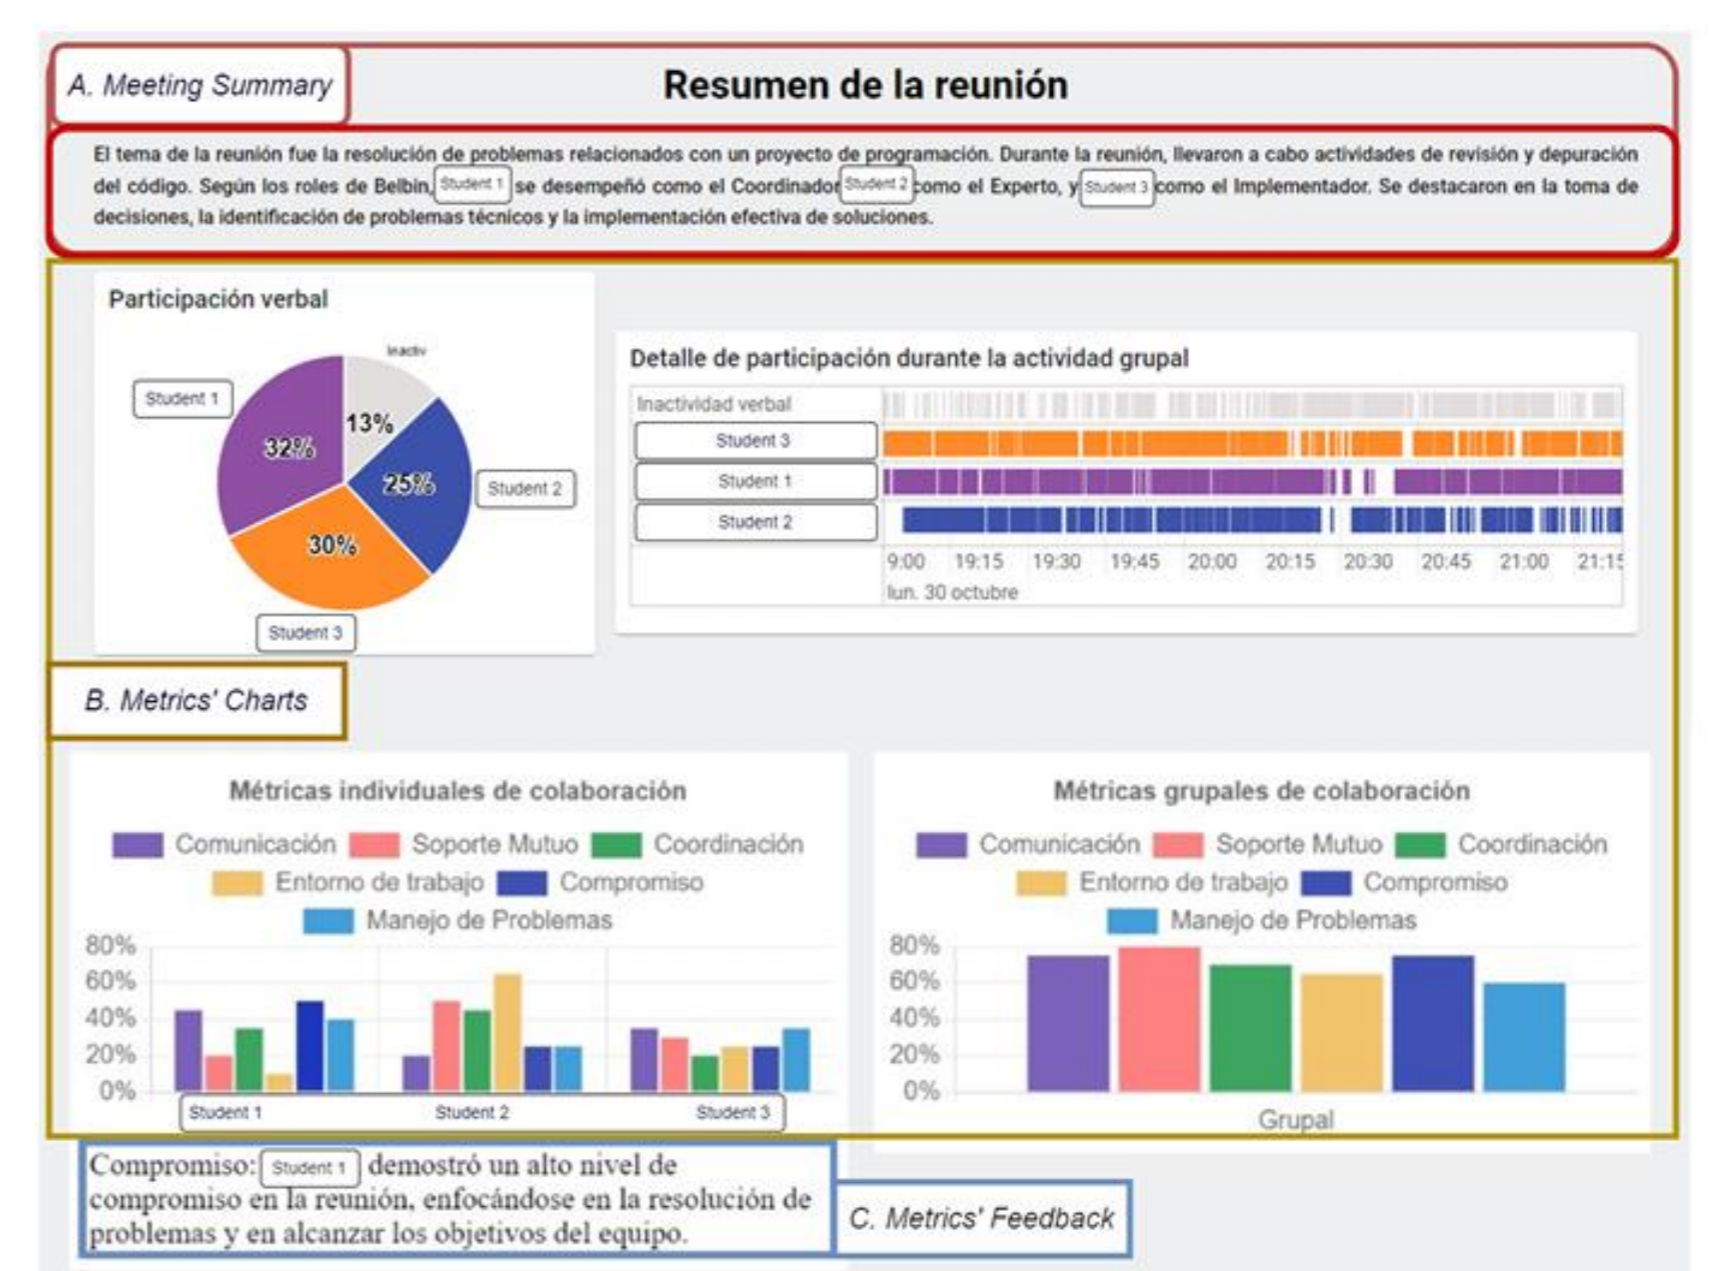 A. Meeting Summary
Resumen de la reunión
El tema de la reunión fue la resolución de problemas relacionados con un proyecto de programación. Durante la reunión, llevaron a cabo actividades de revisión y depuración
del código. Según los roles de Belbin, Student 1 se desempeñó como el Coordinador Student 2 como el Experto, y Student 3 como el Implementador. Se destacaron en la toma de
decisiones, la identificación de problemas técnicos y la implementación efectiva de soluciones.
Participación verbal
Inactiv
Student 1
13%
32%
25%
Student 2
30%
Student 3
Detalle de participación durante la actividad grupal
Inactividad verbal
Student 3
Student 1
Student 2
9:00 19:15 19:30 19:45 20:00 20:15 20:30 20:45 21:00 21:15
lun. 30 octubre
B. Metrics' Charts
Métricas individuales de colaboración
Comunicación Soporte Mutuo Coordinación
Entorno de trabajo Compromiso
Manejo de Problemas
80%
60%
40%
20%
0%
Student 1 Student 2 Student 3
Métricas grupales de colaboración
Comunicación Soporte Mutuo Coordinación
Entorno de trabajo Compromiso
Manejo de Problemas
80%
60%
40%
20%
0%
Grupal
Compromiso: Student 1 demostró un alto nivel de
compromiso en la reunión, enfocándose en la resolución de
problemas y en alcanzar los objetivos del equipo.
C. Metrics' Feedback